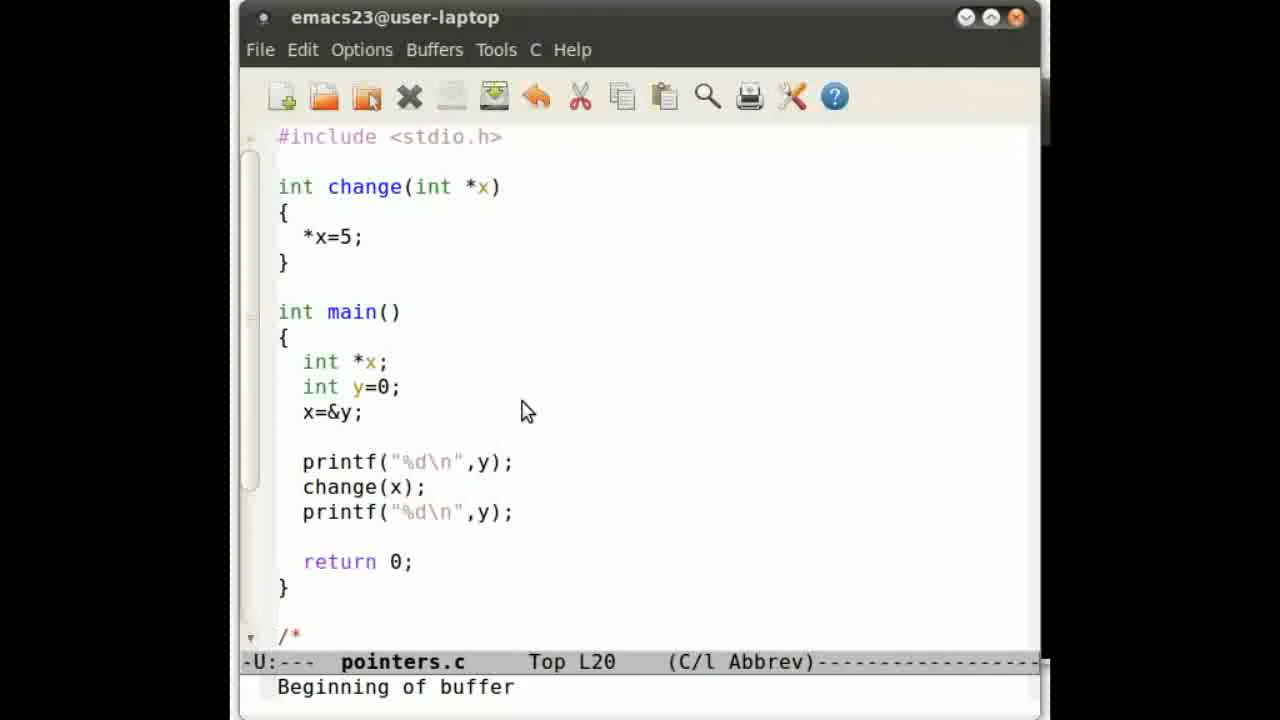 emacs23@user-laptop
File Edit Options Buffers Tools C Help
#include <stdio.h>
int change(int *x)
{
  *x=5;
}
int main()
{
  int *x;
  int y=0;
  x=&y;
  printf("%d\n",y);
  change(x);
  printf("%d\n",y);
  return 0;
}
/*
-U:---  pointers.c     Top L20    (C/l Abbrev)------------------
Beginning of buffer